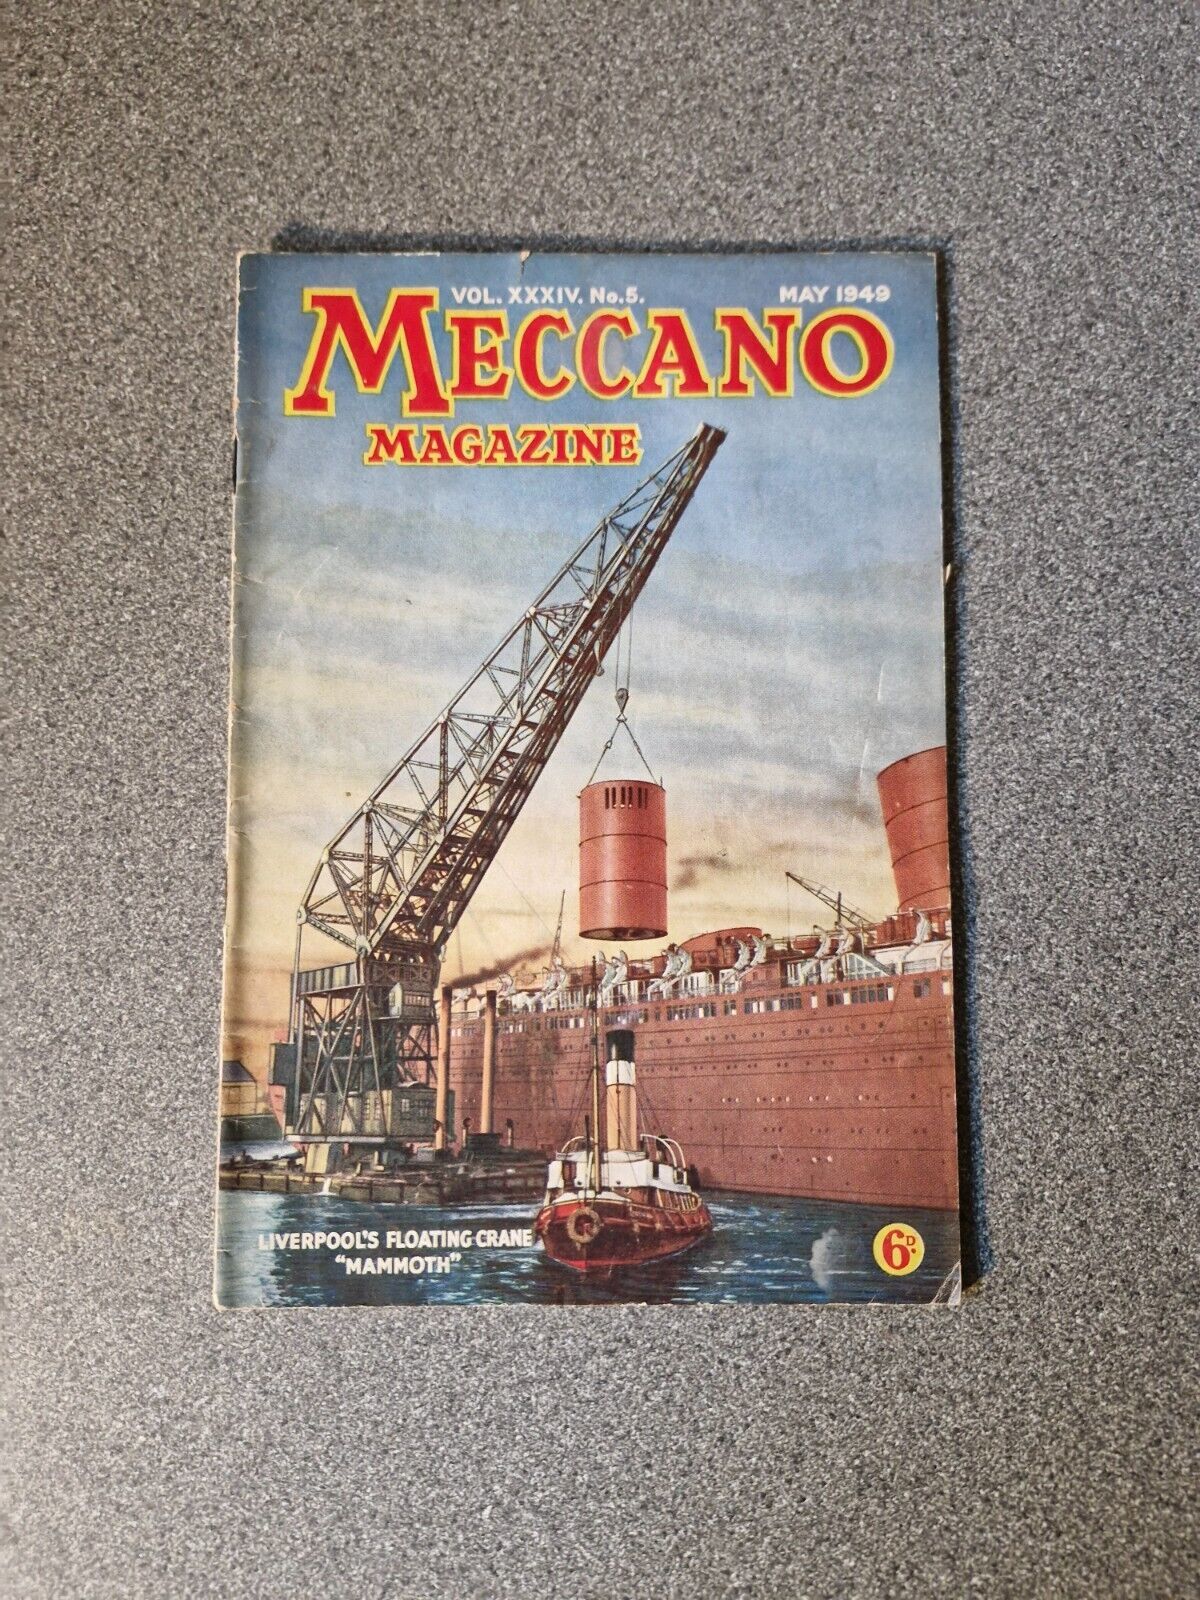 VOL. XXXIV. No.5. MAY 1949
MECCANO
MAGAZINE
LIVERPOOL'S FLOATING CRANE
"MAMMOTH"
6D.